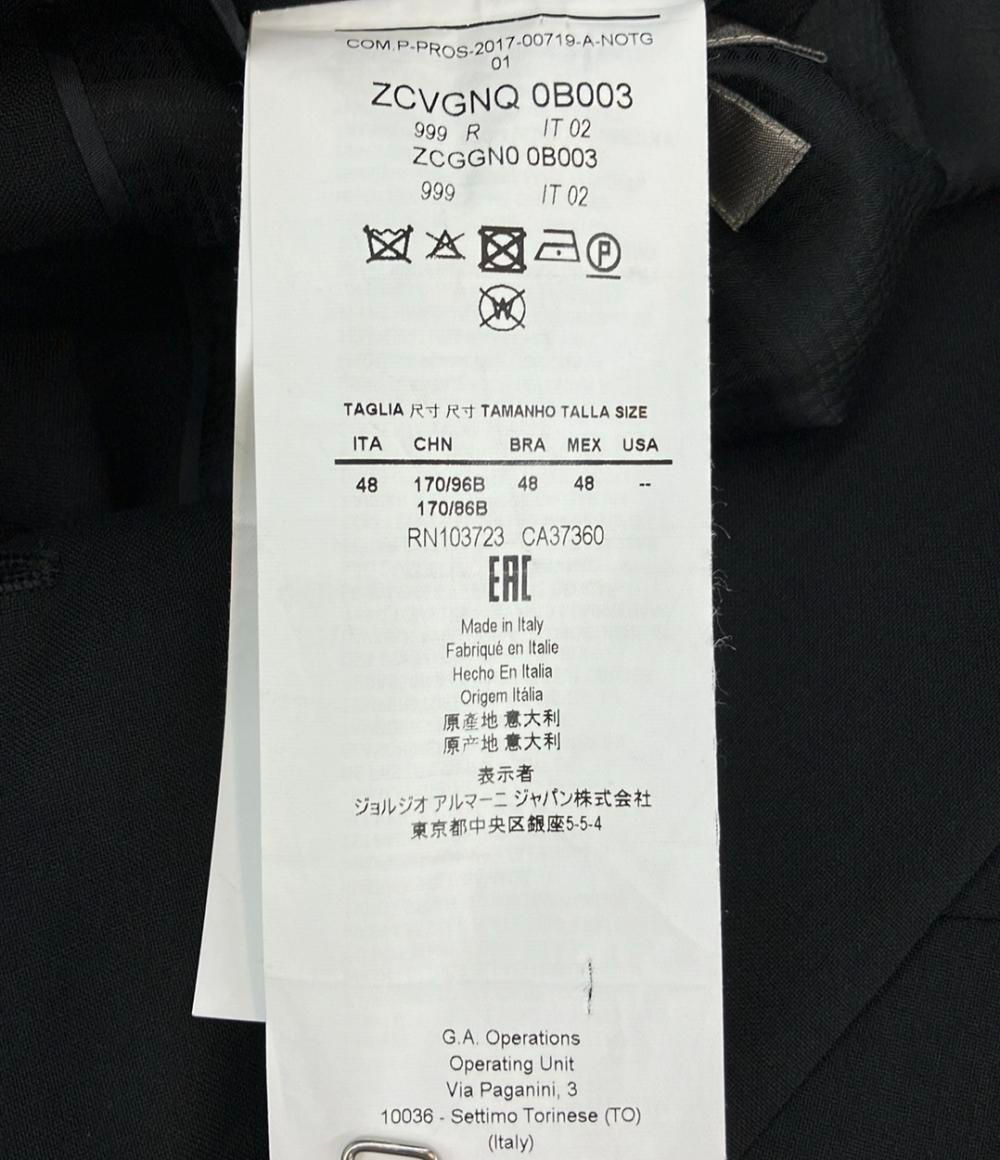 COM.P-PROS-2017-00719-A-NOTG
01
ZCVGNQ 0B003
999 R IT 02
ZCGGN0 0B003
999 IT 02
P
W
TAGLIA 尺寸 尺寸 TAMANHO TALLA SIZE
ITA CHN BRA MEX USA
48 170/96B 48 48 --
170/86B
RN103723 CA37360
EAC
Made in Italy
Fabriqué en Italie
Hecho En Italia
Origem Itália
原產地 意大利
原产地 意大利
表示者
ジョルジオ アルマーニ ジャパン株式会社
東京都中央区銀座5-5-4
G.A. Operations
Operating Unit
Via Paganini, 3
10036 - Settimo Torinese (TO)
(Italy)